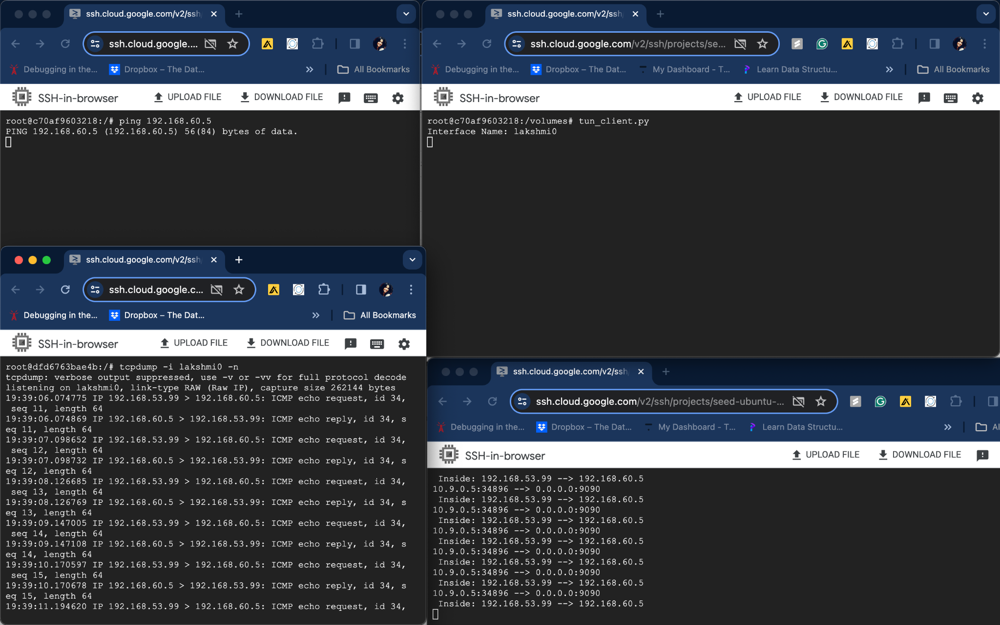 ssh.cloud.google.com/v2/ssh
ssh.cloud.google....
Debugging in the...
Dropbox – The Dat...
All Bookmarks
SSH-in-browser
UPLOAD FILE
DOWNLOAD FILE
root@c70af9603218:/# ping 192.168.60.5
PING 192.168.60.5 (192.168.60.5) 56(84) bytes of data.
ssh.cloud.google.com/v2/ssh
ssh.cloud.google.com/v2/ssh/projects/se...
Debugging in the...
Dropbox – The Dat...
My Dashboard - T...
Learn Data Structu...
All Bookmarks
SSH-in-browser
UPLOAD FILE
DOWNLOAD FILE
root@c70af9603218:/volumes# tun_client.py
Interface Name: lakshmi0
ssh.cloud.google.com/v2/ssh
ssh.cloud.google.c...
Debugging in the...
Dropbox – The Dat...
All Bookmarks
SSH-in-browser
UPLOAD FILE
DOWNLOAD FILE
root@dfd6763bae4b:/# tcpdump -i lakshmi0 -n
tcpdump: verbose output suppressed, use -v or -vv for full protocol decode
listening on lakshmi0, link-type RAW (Raw IP), capture size 262144 bytes
19:39:06.074775 IP 192.168.53.99 > 192.168.60.5: ICMP echo request, id 34,
 seq 11, length 64
19:39:06.074869 IP 192.168.60.5 > 192.168.53.99: ICMP echo reply, id 34, s
eq 11, length 64
19:39:07.098652 IP 192.168.53.99 > 192.168.60.5: ICMP echo request, id 34,
 seq 12, length 64
19:39:07.098732 IP 192.168.60.5 > 192.168.53.99: ICMP echo reply, id 34, s
eq 12, length 64
19:39:08.126685 IP 192.168.53.99 > 192.168.60.5: ICMP echo request, id 34,
 seq 13, length 64
19:39:08.126769 IP 192.168.60.5 > 192.168.53.99: ICMP echo reply, id 34, s
eq 13, length 64
19:39:09.147005 IP 192.168.53.99 > 192.168.60.5: ICMP echo request, id 34,
 seq 14, length 64
19:39:09.147108 IP 192.168.60.5 > 192.168.53.99: ICMP echo reply, id 34, s
eq 14, length 64
19:39:10.170597 IP 192.168.53.99 > 192.168.60.5: ICMP echo request, id 34,
 seq 15, length 64
19:39:10.170678 IP 192.168.60.5 > 192.168.53.99: ICMP echo reply, id 34, s
eq 15, length 64
19:39:11.194620 IP 192.168.53.99 > 192.168.60.5: ICMP echo request, id 34,
ssh.cloud.google.com/v2/ssh
ssh.cloud.google.com/v2/ssh/projects/seed-ubuntu-...
Debugging in the...
Dropbox – The Dat...
My Dashboard - T...
Learn Data Structu...
Al
SSH-in-browser
UPLOAD FILE
DOWNLOAD FILE
 Inside: 192.168.53.99 --> 192.168.60.5
10.9.0.5:34896 --> 0.0.0.0:9090
 Inside: 192.168.53.99 --> 192.168.60.5
10.9.0.5:34896 --> 0.0.0.0:9090
 Inside: 192.168.53.99 --> 192.168.60.5
10.9.0.5:34896 --> 0.0.0.0:9090
 Inside: 192.168.53.99 --> 192.168.60.5
10.9.0.5:34896 --> 0.0.0.0:9090
 Inside: 192.168.53.99 --> 192.168.60.5
10.9.0.5:34896 --> 0.0.0.0:9090
 Inside: 192.168.53.99 --> 192.168.60.5
10.9.0.5:34896 --> 0.0.0.0:9090
 Inside: 192.168.53.99 --> 192.168.60.5